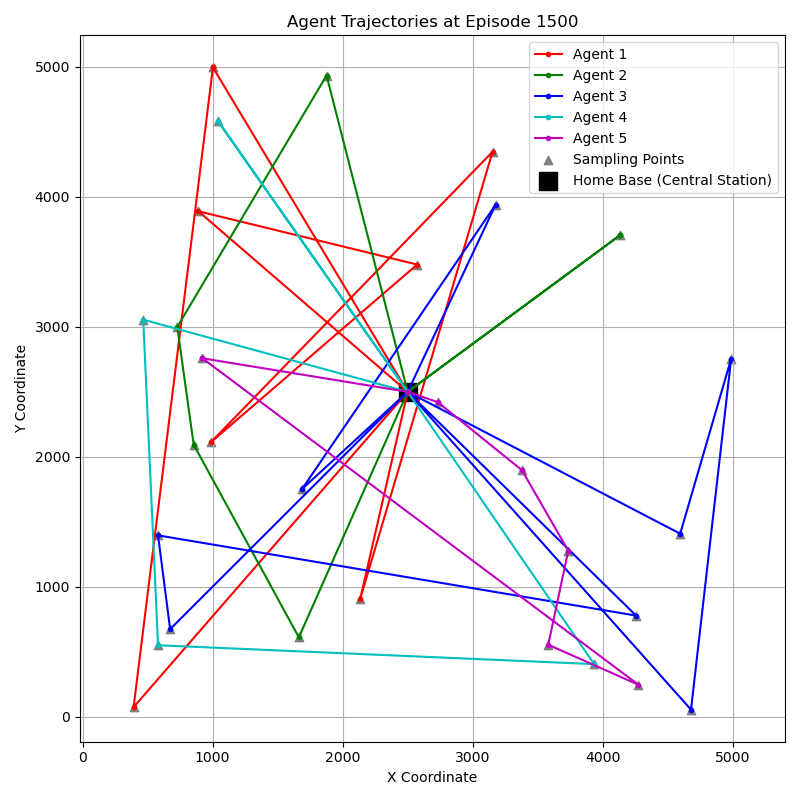 Agent Trajectories at Episode 1500
Agent 1
Agent 2
Agent 3
Agent 4
Agent 5
Sampling Points
Home Base (Central Station)
Y Coordinate
5000
4000
3000
2000
1000
0
0 1000 2000 3000 4000 5000
X Coordinate